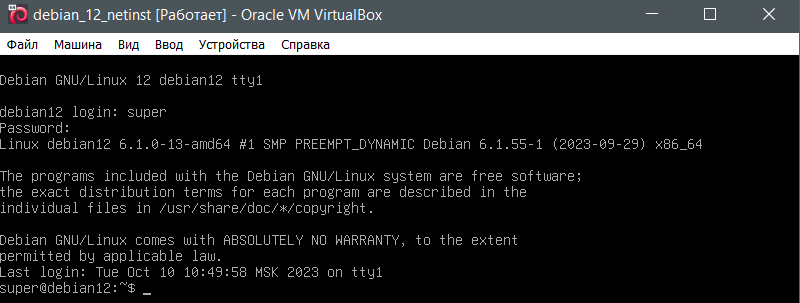 debian_12_netinst [Работает] - Oracle VM VirtualBox
Файл Машина Вид Ввод Устройства Справка
Debian GNU/Linux 12 debian12 tty1
debian12 login: super
Password:
Linux debian12 6.1.0-13-amd64 #1 SMP PREEMPT_DYNAMIC Debian 6.1.55-1 (2023-09-29) x86_64
The programs included with the Debian GNU/Linux system are free software;
the exact distribution terms for each program are described in the
individual files in /usr/share/doc/*/copyright.
Debian GNU/Linux comes with ABSOLUTELY NO WARRANTY, to the extent
permitted by applicable law.
Last login: Tue Oct 10 10:49:58 MSK 2023 on tty1
super@debian12:~$ _